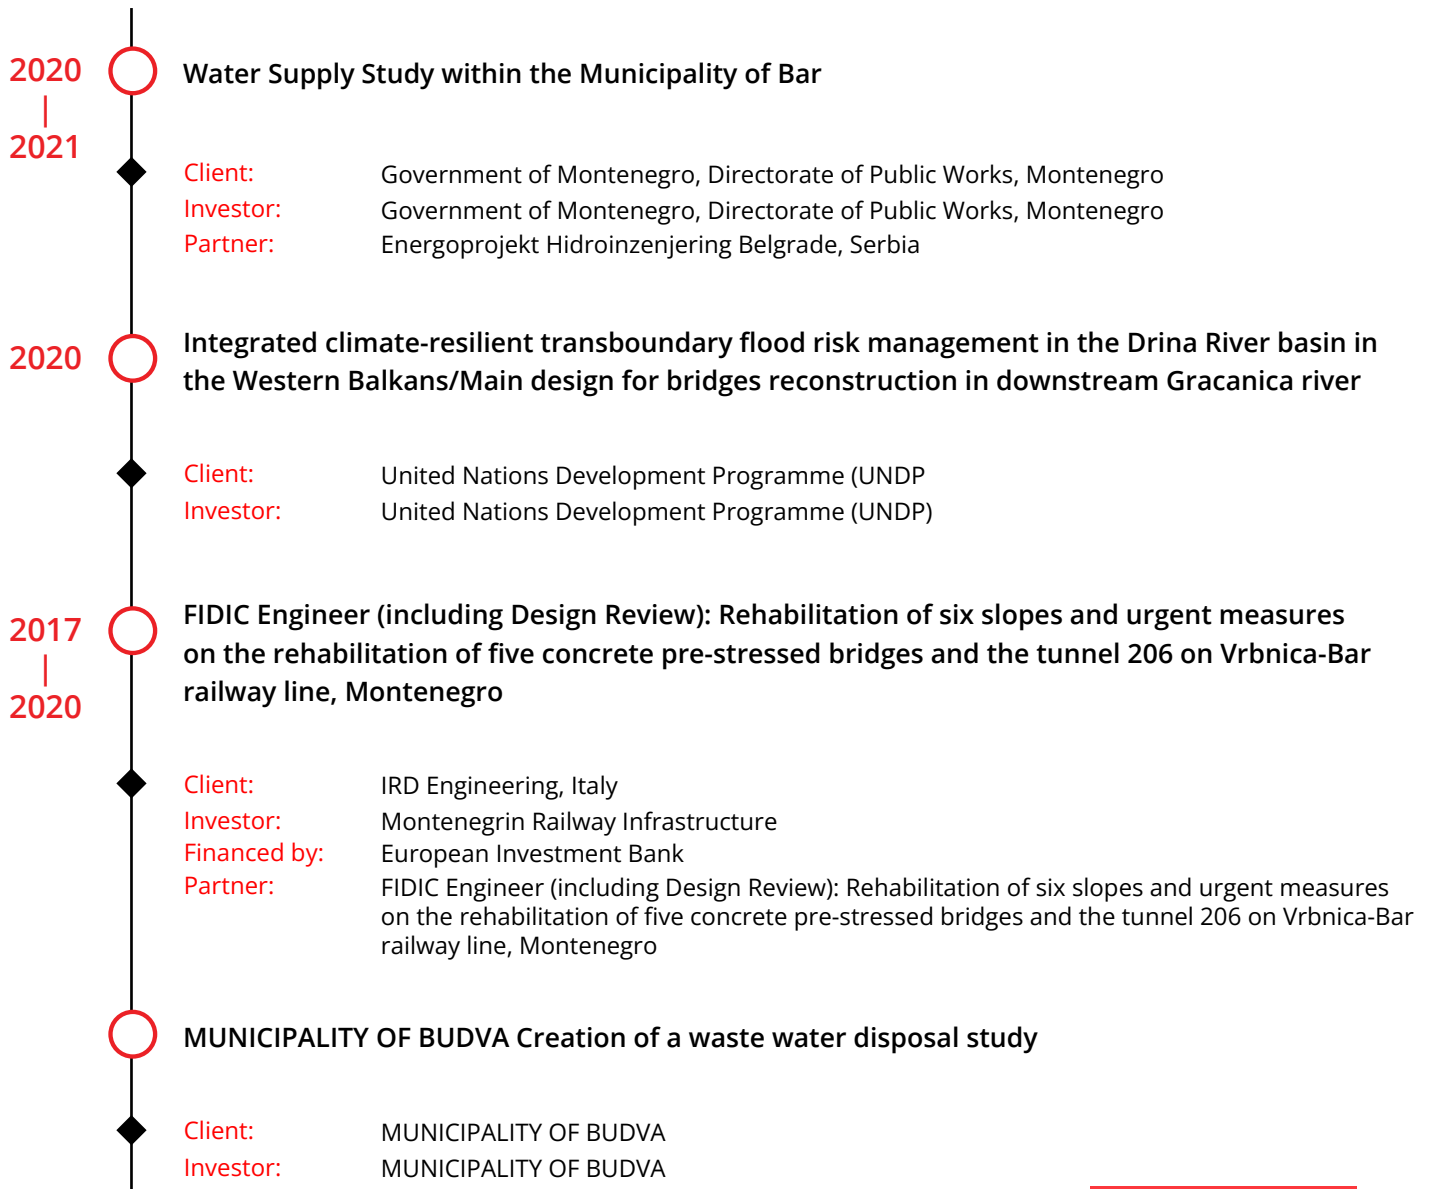 2020
2021
Water Supply Study within the Municipality of Bar
Client: Government of Montenegro, Directorate of Public Works, Montenegro
Investor: Government of Montenegro, Directorate of Public Works, Montenegro
Partner: Energoprojekt Hidroinzenjering Belgrade, Serbia
2020
Integrated climate-resilient transboundary flood risk management in the Drina River basin in
the Western Balkans/Main design for bridges reconstruction in downstream Gracanica river
Client: United Nations Development Programme (UNDP
Investor: United Nations Development Programme (UNDP)
2017
2020
FIDIC Engineer (including Design Review): Rehabilitation of six slopes and urgent measures
on the rehabilitation of five concrete pre-stressed bridges and the tunnel 206 on Vrbnica-Bar
railway line, Montenegro
Client: IRD Engineering, Italy
Investor: Montenegrin Railway Infrastructure
Financed by: European Investment Bank
Partner: FIDIC Engineer (including Design Review): Rehabilitation of six slopes and urgent measures
on the rehabilitation of five concrete pre-stressed bridges and the tunnel 206 on Vrbnica-Bar
railway line, Montenegro
MUNICIPALITY OF BUDVA Creation of a waste water disposal study
Client: MUNICIPALITY OF BUDVA
Investor: MUNICIPALITY OF BUDVA